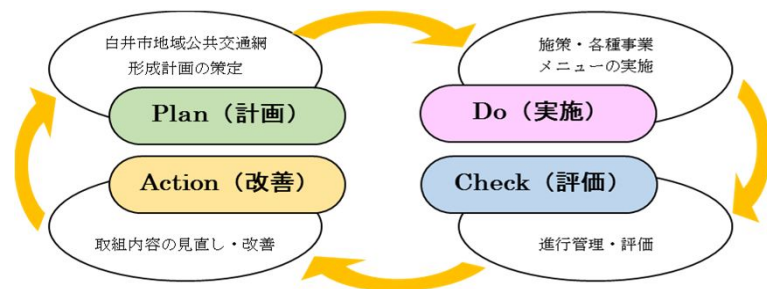 白井市地域公共交通網
形成計画の策定
Plan（計画）
施策・各種事業
メニューの実施
Do（実施）
Action（改善）
取組内容の見直し・改善
Check（評価）
進行管理・評価